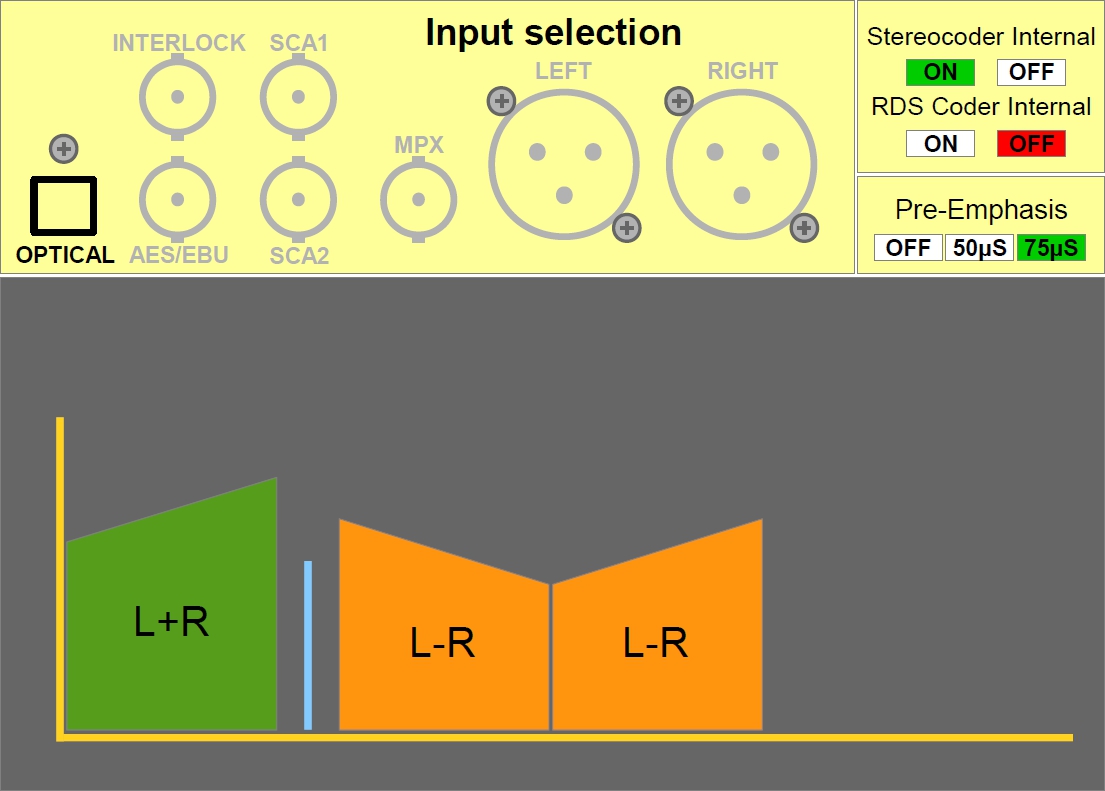 Input selection
INTERLOCK
SCA1
LEFT
RIGHT
MPX
OPTICAL
AES/EBU
SCA2
Stereocoder Internal
ON OFF
RDS Coder Internal
ON OFF
Pre-Emphasis
OFF 50µS 75µS
L+R
L-R
L-R